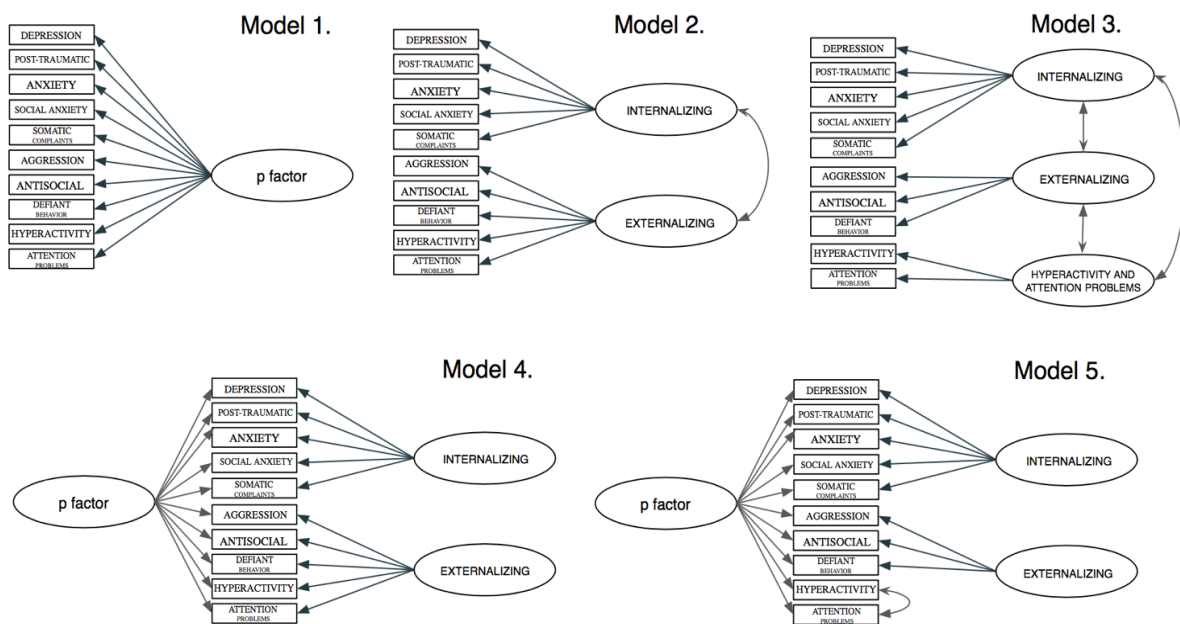 Model 1.
DEPRESSION
POST-TRAUMATIC
ANXIETY
SOCIAL ANXIETY
SOMATIC
COMPLAINTS
AGGRESSION
ANTISOCIAL
DEFIANT
BEHAVIOR
HYPERACTIVITY
ATTENTION
PROBLEMS
p factor
Model 2.
DEPRESSION
POST-TRAUMATIC
ANXIETY
SOCIAL ANXIETY
SOMATIC
COMPLAINTS
AGGRESSION
ANTISOCIAL
DEFIANT
BEHAVIOR
HYPERACTIVITY
ATTENTION
PROBLEMS
INTERNALIZING
EXTERNALIZING
Model 3.
DEPRESSION
POST-TRAUMATIC
ANXIETY
SOCIAL ANXIETY
SOMATIC
COMPLAINTS
AGGRESSION
ANTISOCIAL
DEFIANT
BEHAVIOR
HYPERACTIVITY
ATTENTION
PROBLEMS
INTERNALIZING
EXTERNALIZING
HYPERACTIVITY AND
ATTENTION PROBLEMS
Model 4.
p factor
DEPRESSION
POST-TRAUMATIC
ANXIETY
SOCIAL ANXIETY
SOMATIC
COMPLAINTS
AGGRESSION
ANTISOCIAL
DEFIANT
BEHAVIOR
HYPERACTIVITY
ATTENTION
PROBLEMS
INTERNALIZING
EXTERNALIZING
Model 5.
p factor
DEPRESSION
POST-TRAUMATIC
ANXIETY
SOCIAL ANXIETY
SOMATIC
COMPLAINTS
AGGRESSION
ANTISOCIAL
DEFIANT
BEHAVIOR
HYPERACTIVITY
ATTENTION
PROBLEMS
INTERNALIZING
EXTERNALIZING